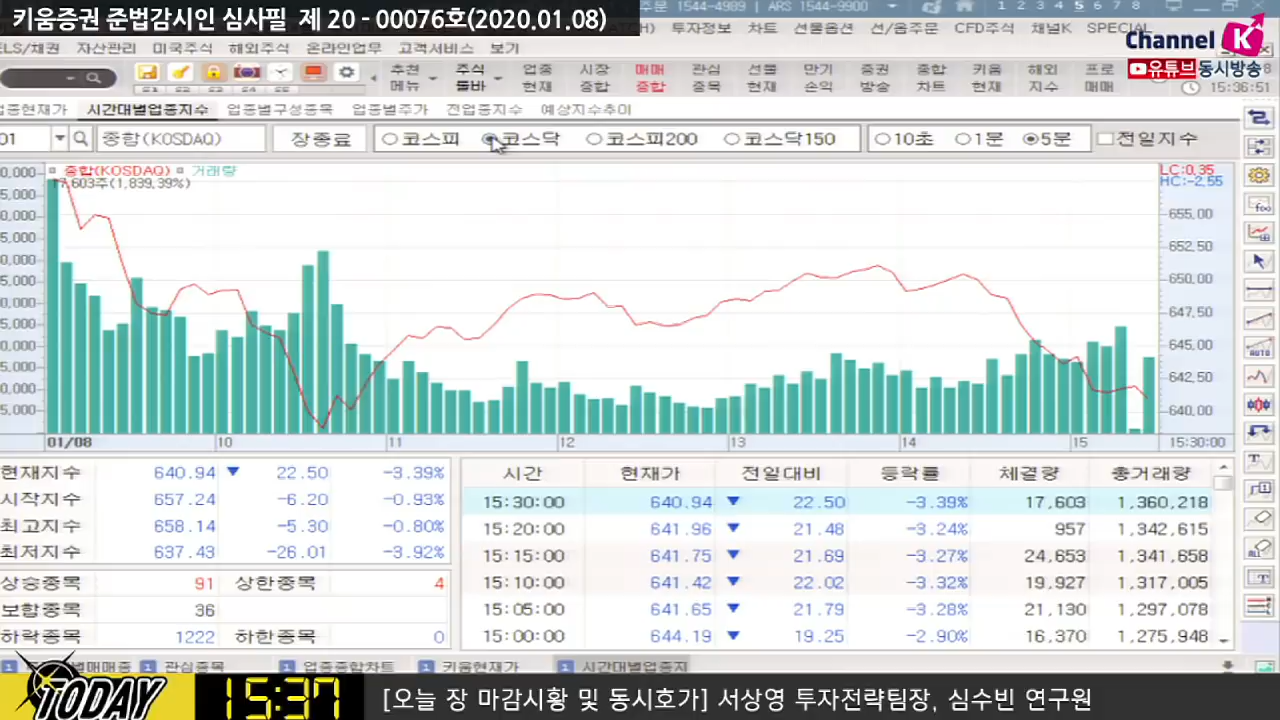 키움증권 준법감시인 심사필 제 20 - 00076호(2020.01.08)
1544-4989 | ARS 1544-9900
1 2 3 4 5 6 7 8
투자정보 차트 선물옵션 선/옵주문 CFD주식 채널K SPECIAL
Channel K
ELS/채권 자산관리 미국주식 해외주식 온라인업무 고객서비스 보기
유튜브동시방송
추천메뉴 주식툴바 업종현재 시장종합 매매종합 관심종목 선물현재 만기손익 증권방송 종합차트 키움현재 해외지수 프로매매
15:36:51
업종현재가 시간대별업종지수 업종별구성종목 업종별주가 전업종지수 예상지수추이
01 종합(KOSDAQ) 장종료 코스피 코스닥 코스피200 코스닥150 10초 1분 5분 전일지수
종합(KOSDAQ) 거래량
17,603주(1,839,39%)
LC:0.35
HC:-2.55
655.00
652.50
650.00
647.50
645.00
642.50
640.00
01/08 10 11 12 13 14 15 15:30:00
현재지수 640.94 ▼ 22.50 -3.39%
시작지수 657.24 -6.20 -0.93%
최고지수 658.14 -5.30 -0.80%
최저지수 637.43 -26.01 -3.92%
상승종목 91 상한종목 4
보합종목 36
하락종목 1222 하한종목 0
시간 현재가 전일대비 등락률 체결량 총거래량
15:30:00 640.94 ▼ 22.50 -3.39% 17,603 1,360,218
15:20:00 641.96 ▼ 21.48 -3.24% 957 1,342,615
15:15:00 641.75 ▼ 21.69 -3.27% 24,653 1,341,658
15:10:00 641.42 ▼ 22.02 -3.32% 19,927 1,317,005
15:05:00 641.65 ▼ 21.79 -3.28% 21,130 1,297,078
15:00:00 644.19 ▼ 19.25 -2.90% 16,370 1,275,948
1 관심종목 1 업종종합차트 1 키움현재가 1 시간대별업종지
TODAY 15:37 [오늘 장 마감시황 및 동시호가] 서상영 투자전략팀장, 심수빈 연구원